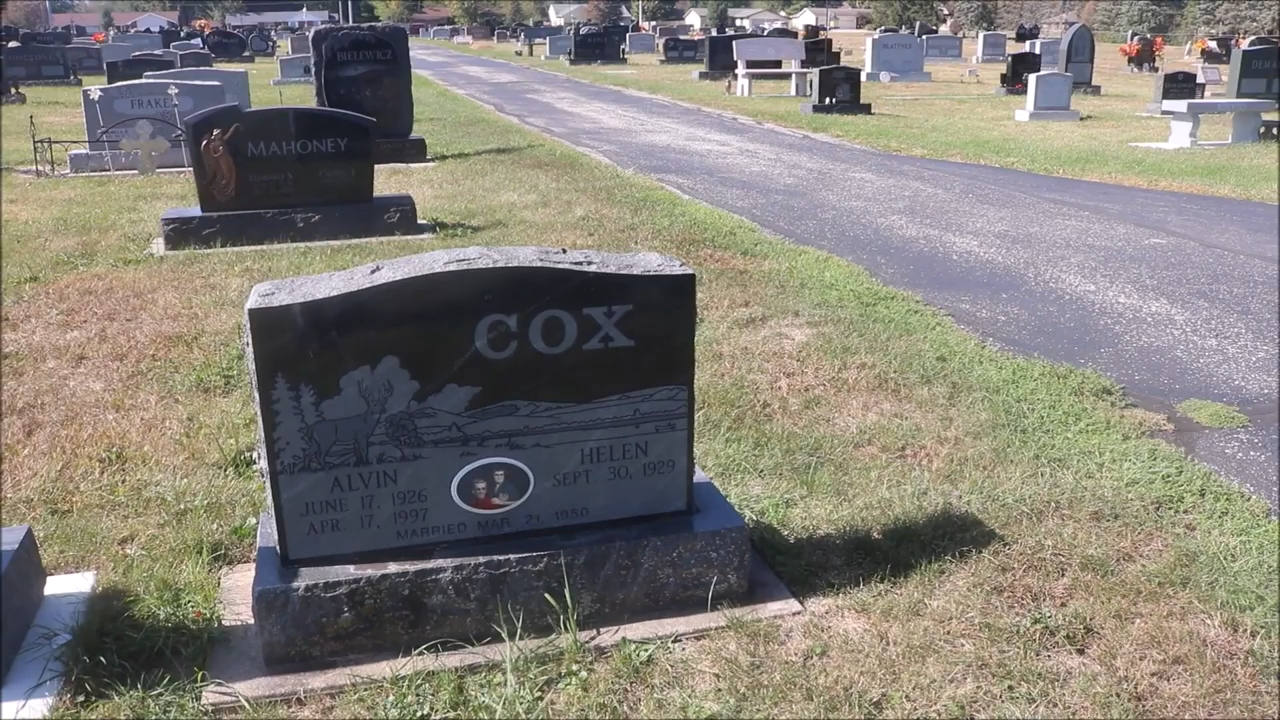 BIELEWICZ
FRAKE
MAHONEY
COX
ALVIN
JUNE 17, 1926
APR. 17, 1997
HELEN
SEPT. 30, 1929
MARRIED MAR. 21, 1950